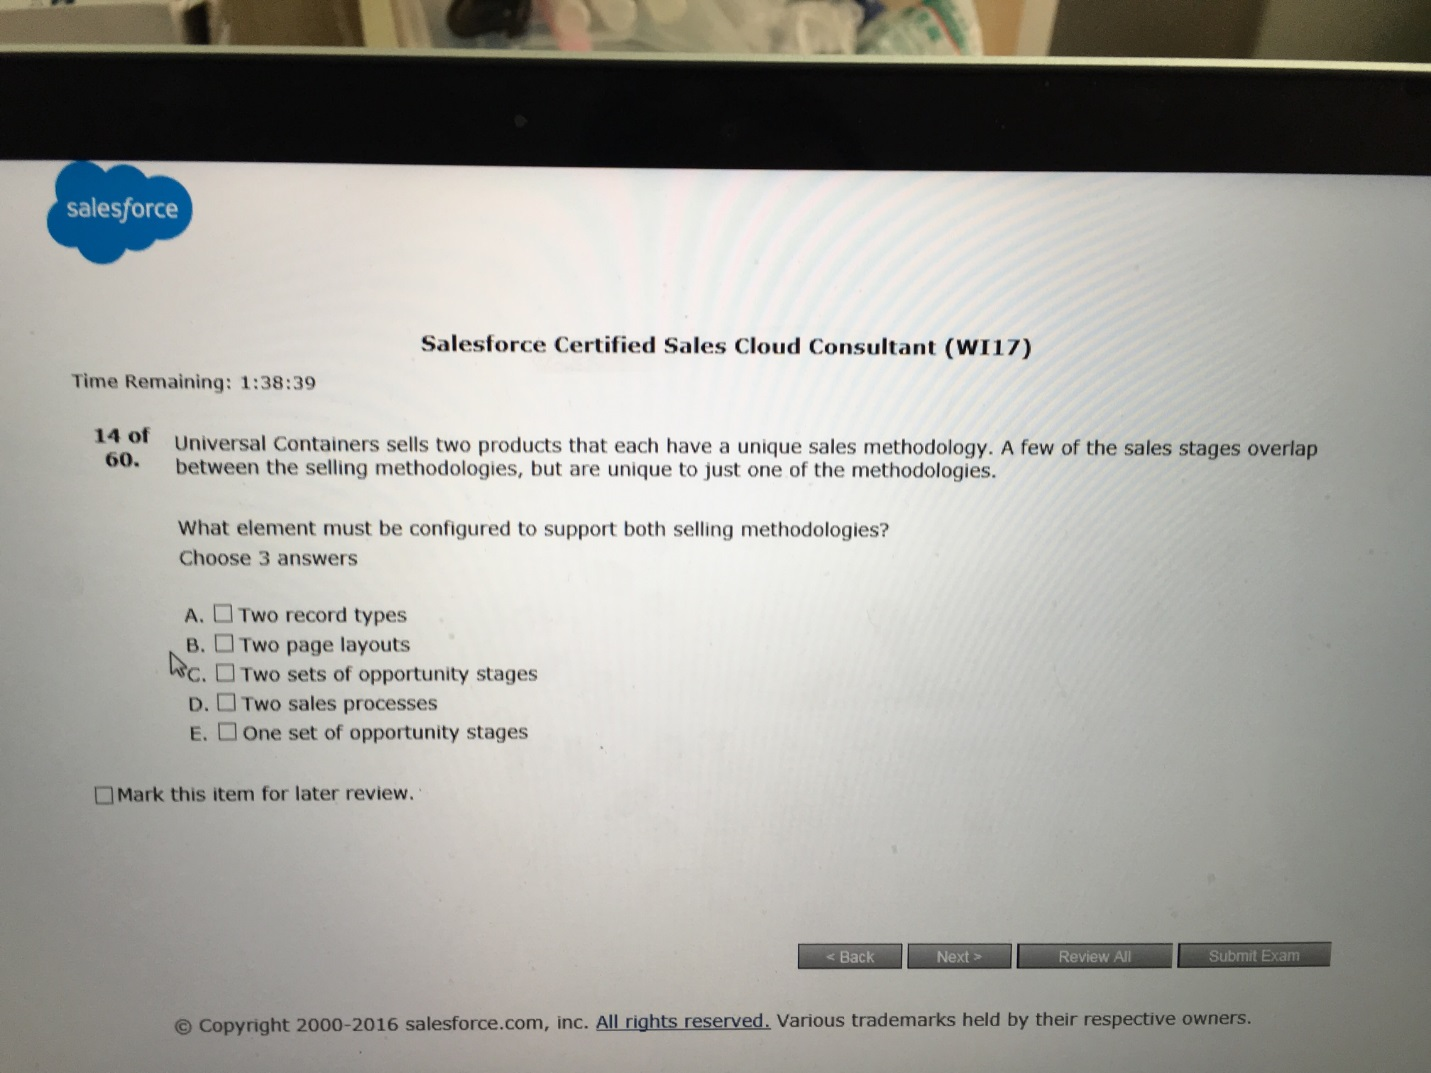 salesforce
Salesforce Certified Sales Cloud Consultant (WI17)
Time Remaining: 1:38:39
14 of
60.
Universal Containers sells two products that each have a unique sales methodology. A few of the sales stages overlap
between the selling methodologies, but are unique to just one of the methodologies.
What element must be configured to support both selling methodologies?
Choose 3 answers
A. Two record types
B. Two page layouts
C. Two sets of opportunity stages
D. Two sales processes
E. One set of opportunity stages
Mark this item for later review.
< Back Next > Review All Submit Exam
© Copyright 2000-2016 salesforce.com, inc. All rights reserved. Various trademarks held by their respective owners.